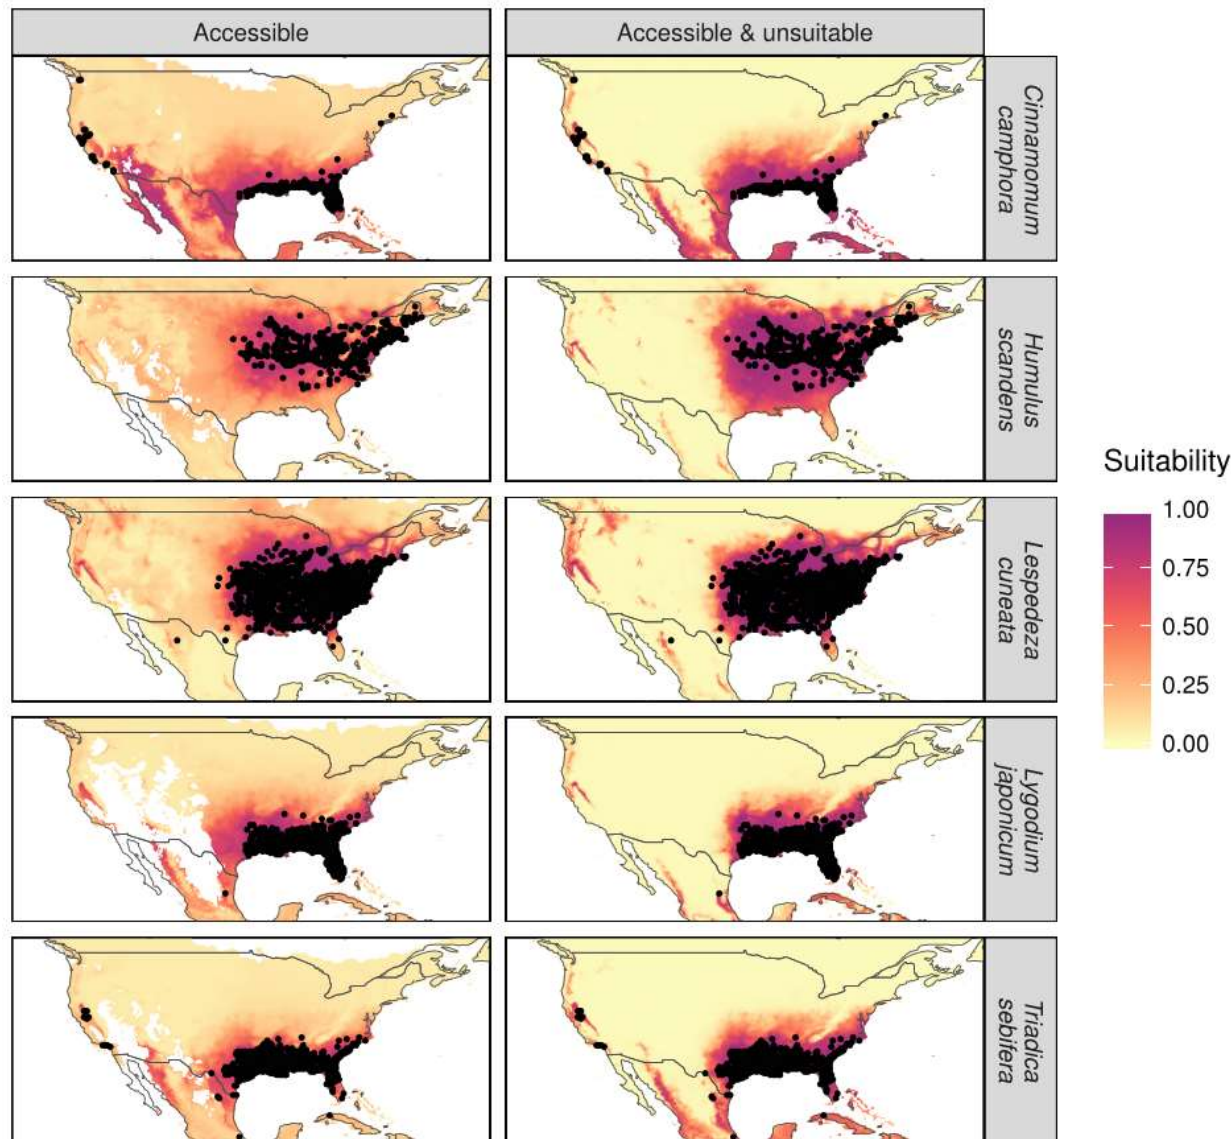 Accessible
Accessible & unsuitable
Cinnamomum
camphora
Humulus
scandens
Lespedeza
cuneata
Lygodium
japonicum
Triadica
sebifera
Suitability
1.00
0.75
0.50
0.25
0.00